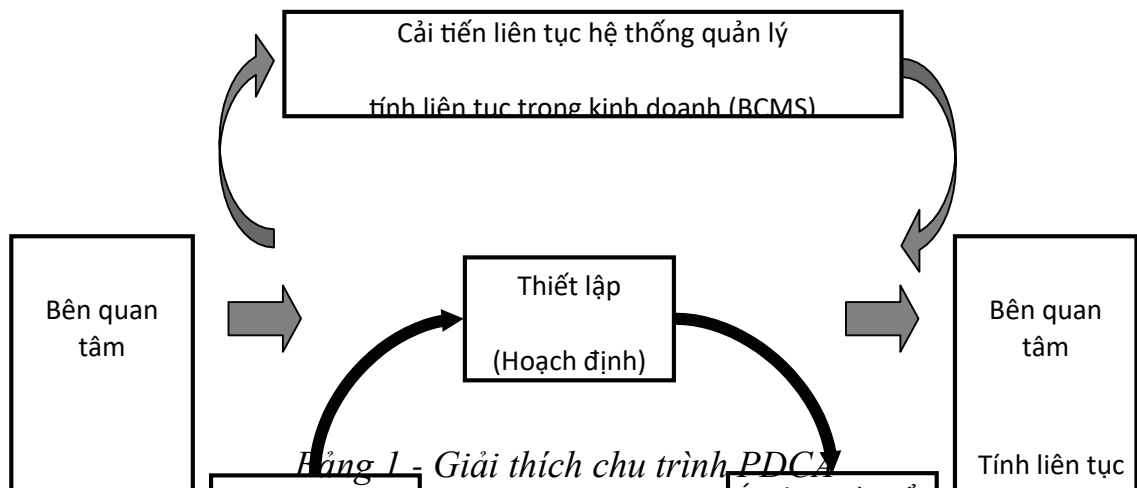 Cải tiến liên tục hệ thống quản lý
tính liên tục trong kinh doanh (BCMS)
Bên quan
tâm
Thiết lập
(Hoạch định)
Bên quan
tâm
Tính liên tục
Bảng 1 - Giải thích chu trình PDCA